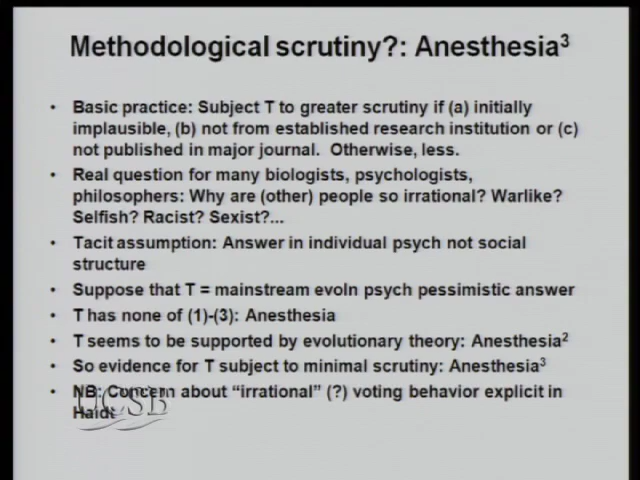 Methodological scrutiny?: Anesthesia³
• Basic practice: Subject T to greater scrutiny if (a) initially
implausible, (b) not from established research institution or (c)
not published in major journal. Otherwise, less.
• Real question for many biologists, psychologists,
philosophers: Why are (other) people so irrational? Warlike?
Selfish? Racist? Sexist?...
• Tacit assumption: Answer in individual psych not social
structure
• Suppose that T = mainstream evoln psych pessimistic answer
• T has none of (1)-(3): Anesthesia
• T seems to be supported by evolutionary theory: Anesthesia²
• So evidence for T subject to minimal scrutiny: Anesthesia³
• NB: Concern about “irrational” (?) voting behavior explicit in
Haidt
UCSB